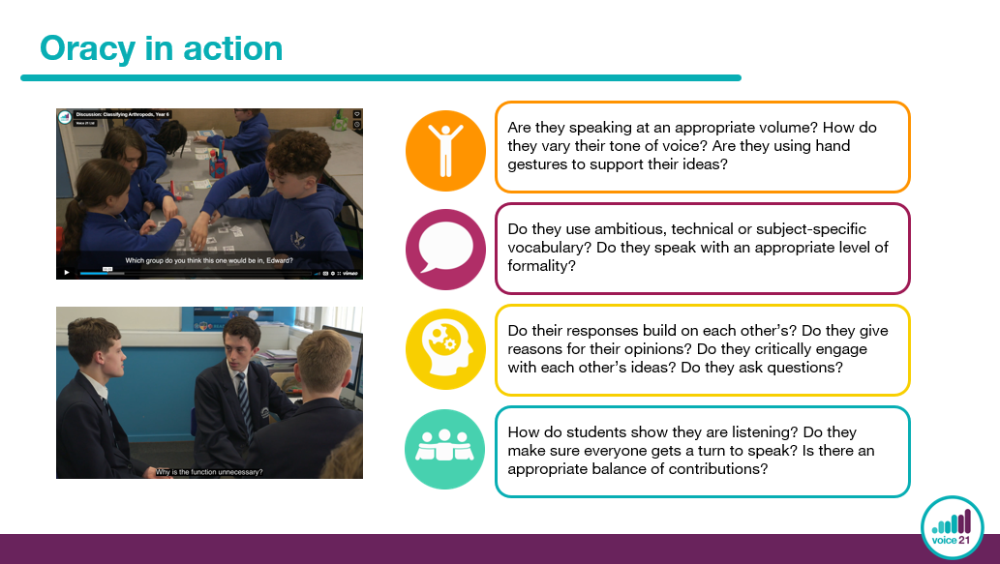 Oracy in action
Discussion: Classifying Arthropods, Year 6
Voice 21 Ltd
Which group do you think this one would be in, Edward?
vimeo
Why is the function unnecessary?
Are they speaking at an appropriate volume? How do
they vary their tone of voice? Are they using hand
gestures to support their ideas?
Do they use ambitious, technical or subject-specific
vocabulary? Do they speak with an appropriate level of
formality?
Do their responses build on each other’s? Do they give
reasons for their opinions? Do they critically engage
with each other’s ideas? Do they ask questions?
How do students show they are listening? Do they
make sure everyone gets a turn to speak? Is there an
appropriate balance of contributions?
voice 21